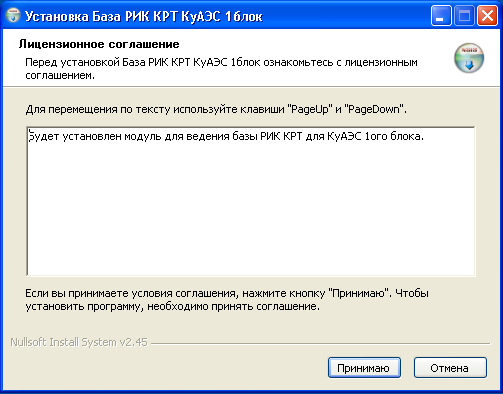 Установка База РИК КРТ КуАЭС 1блок
Лицензионное соглашение
Перед установкой База РИК КРТ КуАЭС 1блок ознакомьтесь с лицензионным
соглашением.
Для перемещения по тексту используйте клавиши "PageUp" и "PageDown".
Будет установлен модуль для ведения базы РИК КРТ для КуАЭС 1ого блока.
Если вы принимаете условия соглашения, нажмите кнопку "Принимаю". Чтобы
установить программу, необходимо принять соглашение.
Nullsoft Install System v2.45
Принимаю
Отмена